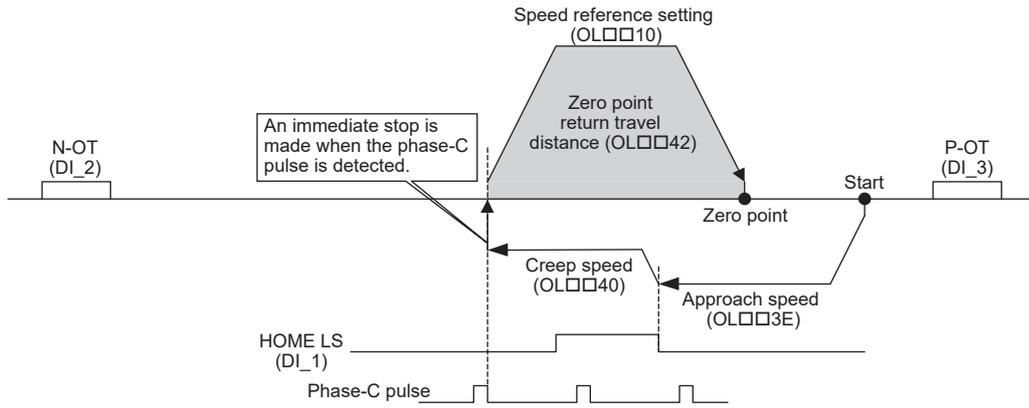 Speed reference setting
(OL□□10)
Zero point
return travel
distance (OL□□42)
An immediate stop is
made when the phase-C
pulse is detected.
N-OT
(DI_2)
P-OT
(DI_3)
Start
Zero point
Creep speed
(OL□□40)
Approach speed
(OL□□3E)
HOME LS
(DI_1)
Phase-C pulse